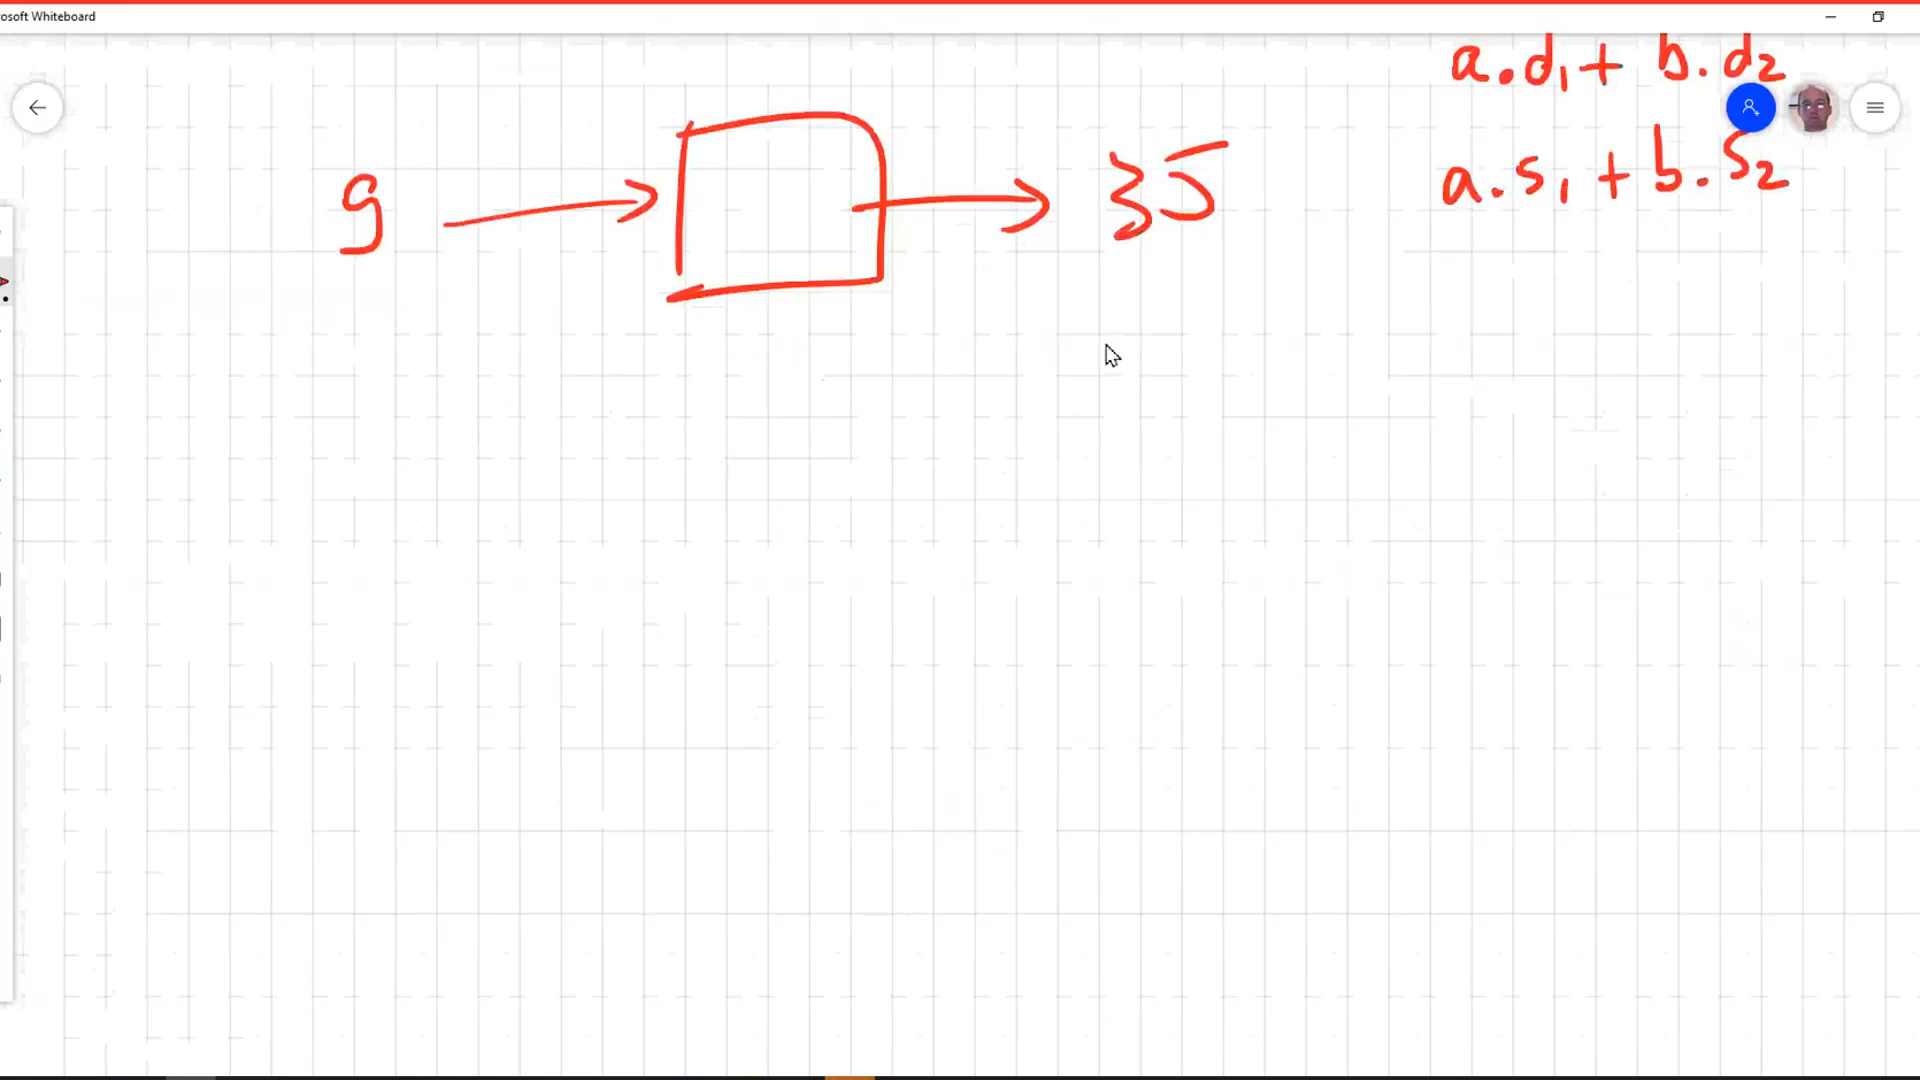 osoft Whiteboard
a.d₁ + b.d₂
9 → → 35
a.s₁ + b.s₂